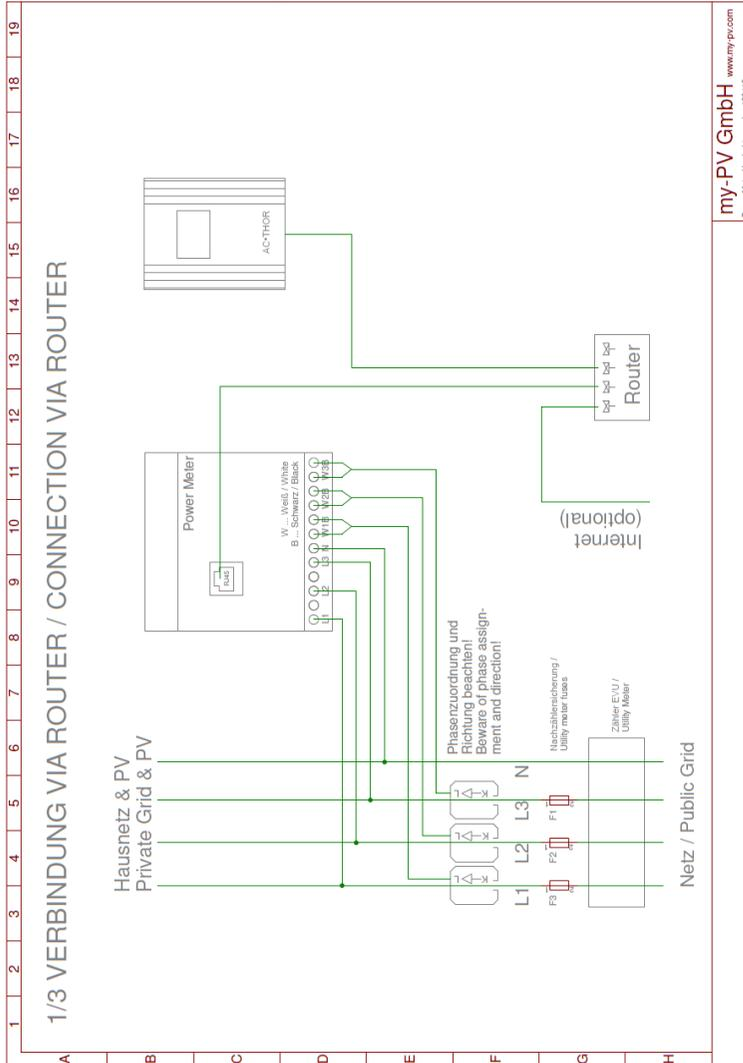 1/3 VERBINDUNG VIA ROUTER / CONNECTION VIA ROUTER
1 2 3 4 5 6 7 8 9 10 11 12 13 14 15 16 17 18 19
A
B
C
D
E
F
G
H
Hausnetz & PV
Private Grid & PV
Power Meter
RJ45
W ... Weiß / White
B ... Schwarz / Black
L1 L2 L3 N W1B W2B W3B
AC•THOR
Phasenzuordnung und
Richtung beachten!
Beware of phase assign-
ment and direction!
L1 L2 L3 N
Nachzählersicherung /
Utility meter fuses
F3 F2 F1
Zähler EVU /
Utility Meter
Netz / Public Grid
Router
Internet
(optional)
my-PV GmbH www.my-pv.com